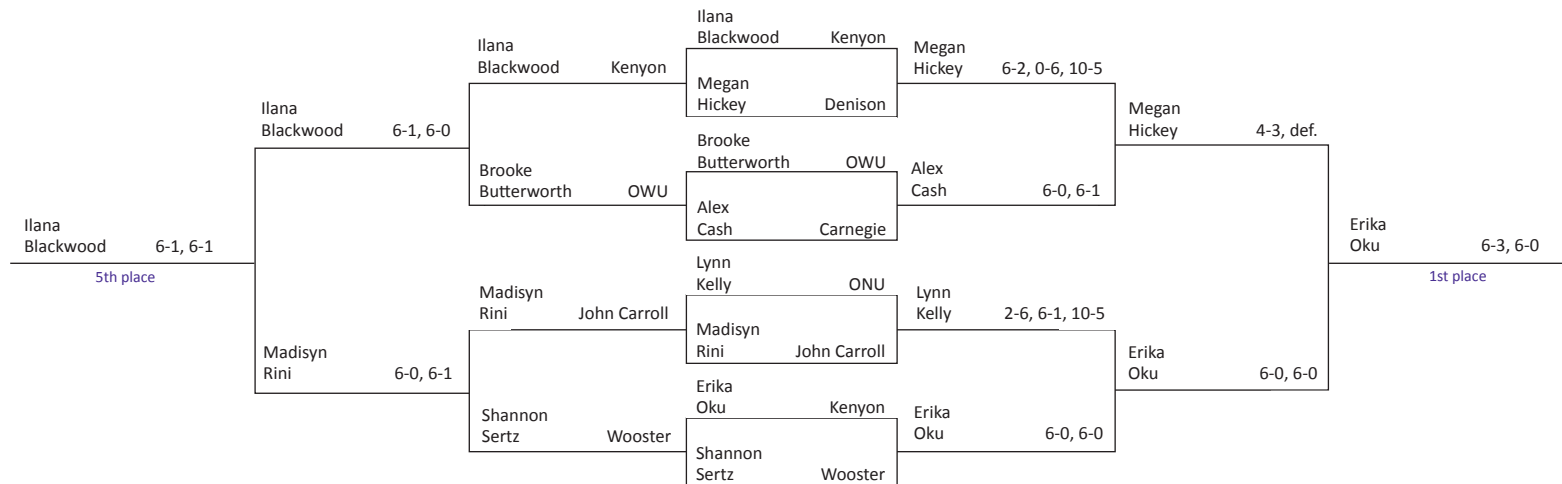 Ilana
Blackwood 6-1, 6-1
5th place
Ilana
Blackwood 6-1, 6-0
Madisyn
Rini 6-0, 6-1
Ilana
Blackwood Kenyon
Brooke
Butterworth OWU
Madisyn
Rini John Carroll
Shannon
Sertz Wooster
Ilana
Blackwood Kenyon
Megan
Hickey Denison
Brooke
Butterworth OWU
Alex
Cash Carnegie
Lynn
Kelly ONU
Madisyn
Rini John Carroll
Erika
Oku Kenyon
Shannon
Sertz Wooster
Megan
Hickey 6-2, 0-6, 10-5
Alex
Cash 6-0, 6-1
Lynn
Kelly 2-6, 6-1, 10-5
Erika
Oku 6-0, 6-0
Megan
Hickey 4-3, def.
Erika
Oku 6-0, 6-0
Erika
Oku 6-3, 6-0
1st place